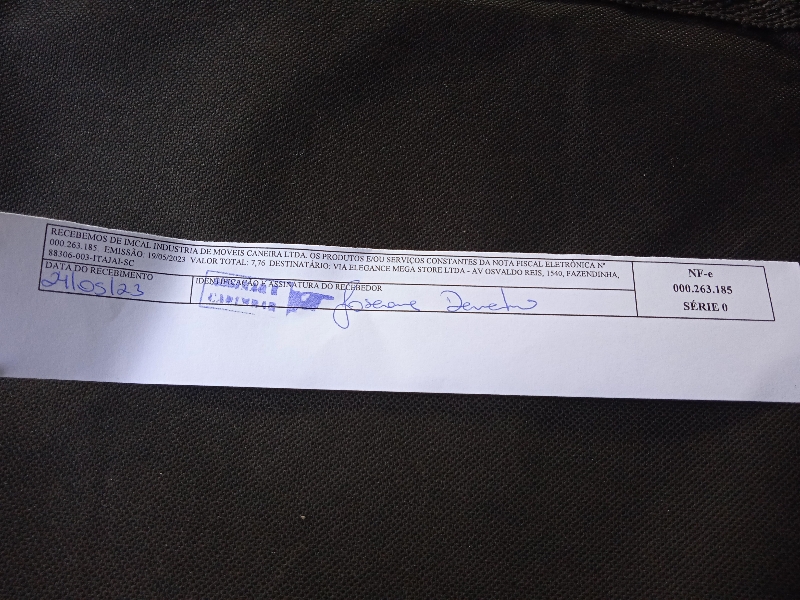 RECEBEMOS DE IMCAL INDUSTRIA DE MOVEIS CANEIRA LTDA. OS PRODUTOS E/OU SERVIÇOS CONSTANTES DA NOTA FISCAL ELETRÔNICA Nº
000.263.185 EMISSÃO: 19/05/2023 VALOR TOTAL: 7,76 DESTINATÁRIO: VIA ELEGANCE MEGA STORE LTDA - AV OSVALDO REIS, 1540, FAZENDINHA,
88306-003-ITAJAI-SC
DATA DO RECEBIMENTO
24/05/23
IDENTIFICAÇÃO E ASSINATURA DO RECEBEDOR
Joseane
NF-e
000.263.185
SÉRIE 0